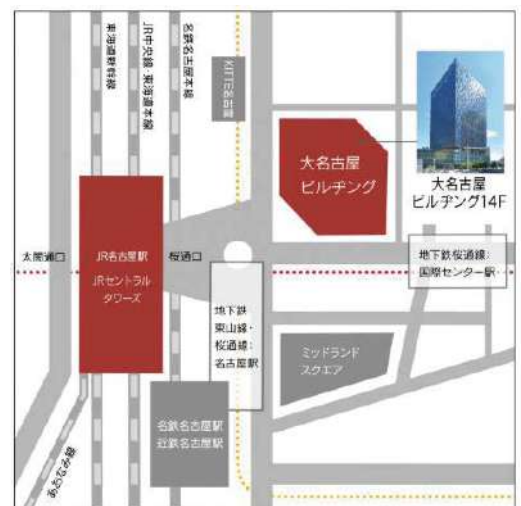 東海道新幹線
JR中央線・東海道本線
名鉄名古屋本線
KITTE名古屋
大名古屋
ビルヂング
大名古屋
ビルヂング14F
太閤通口
JR名古屋駅
JRセントラル
タワーズ
桜通口
地下鉄桜通線：
国際センター駅
地下鉄
東山線・
桜通線：
名古屋駅
ミッドランド
スクエア
名鉄名古屋駅
近鉄名古屋駅
あおなみ線